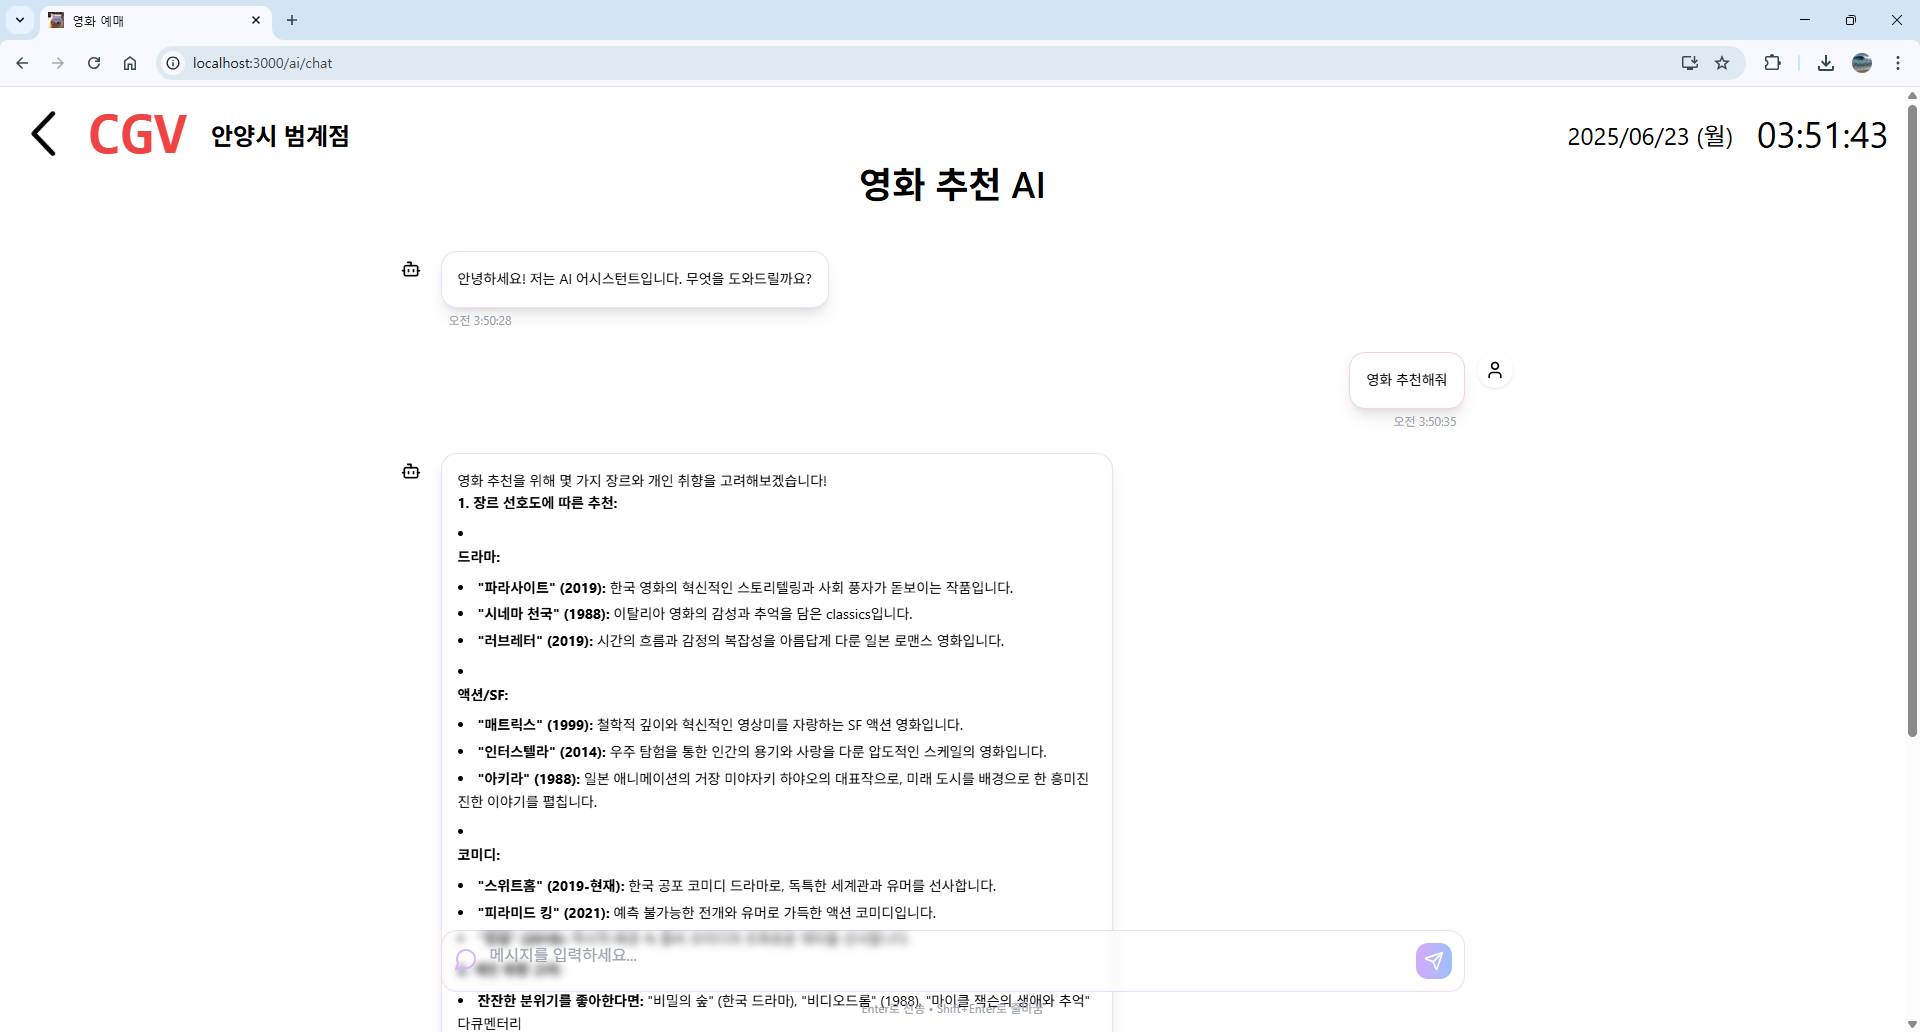 영화 예매
localhost:3000/ai/chat
CGV 안양시 범계점 2025/06/23 (월) 03:51:43
영화 추천 AI
안녕하세요! 저는 AI 어시스턴트입니다. 무엇을 도와드릴까요?
오전 3:50:28
영화 추천해줘
오전 3:50:35
영화 추천을 위해 몇 가지 장르와 개인 취향을 고려해보겠습니다!
1. 장르 선호도에 따른 추천:
•
드라마:
• "파라사이트" (2019): 한국 영화의 혁신적인 스토리텔링과 사회 풍자가 돋보이는 작품입니다.
• "시네마 천국" (1988): 이탈리아 영화의 감성과 추억을 담은 classics입니다.
• "러브레터" (2019): 시간의 흐름과 감정의 복잡성을 아름답게 다룬 일본 로맨스 영화입니다.
•
액션/SF:
• "매트릭스" (1999): 철학적 깊이와 혁신적인 영상미를 자랑하는 SF 액션 영화입니다.
• "인터스텔라" (2014): 우주 탐험을 통한 인간의 용기와 사랑을 다룬 압도적인 스케일의 영화입니다.
• "아키라" (1988): 일본 애니메이션의 거장 미야자키 하야오의 대표작으로, 미래 도시를 배경으로 한 흥미진
진한 이야기를 펼칩니다.
•
코미디:
• "스위트홈" (2019-현재): 한국 공포 코미디 드라마로, 독특한 세계관과 유머를 선사합니다.
• "피라미드 킹" (2021): 예측 불가능한 전개와 유머로 가득한 액션 코미디입니다.
메시지를 입력하세요...
• 잔잔한 분위기를 좋아한다면: "비밀의 숲" (한국 드라마), "비디오드롬" (1988), "마이클 잭슨의 생애와 추억"
Enter로 전송 • Shift+Enter로 줄바꿈
다큐멘터리